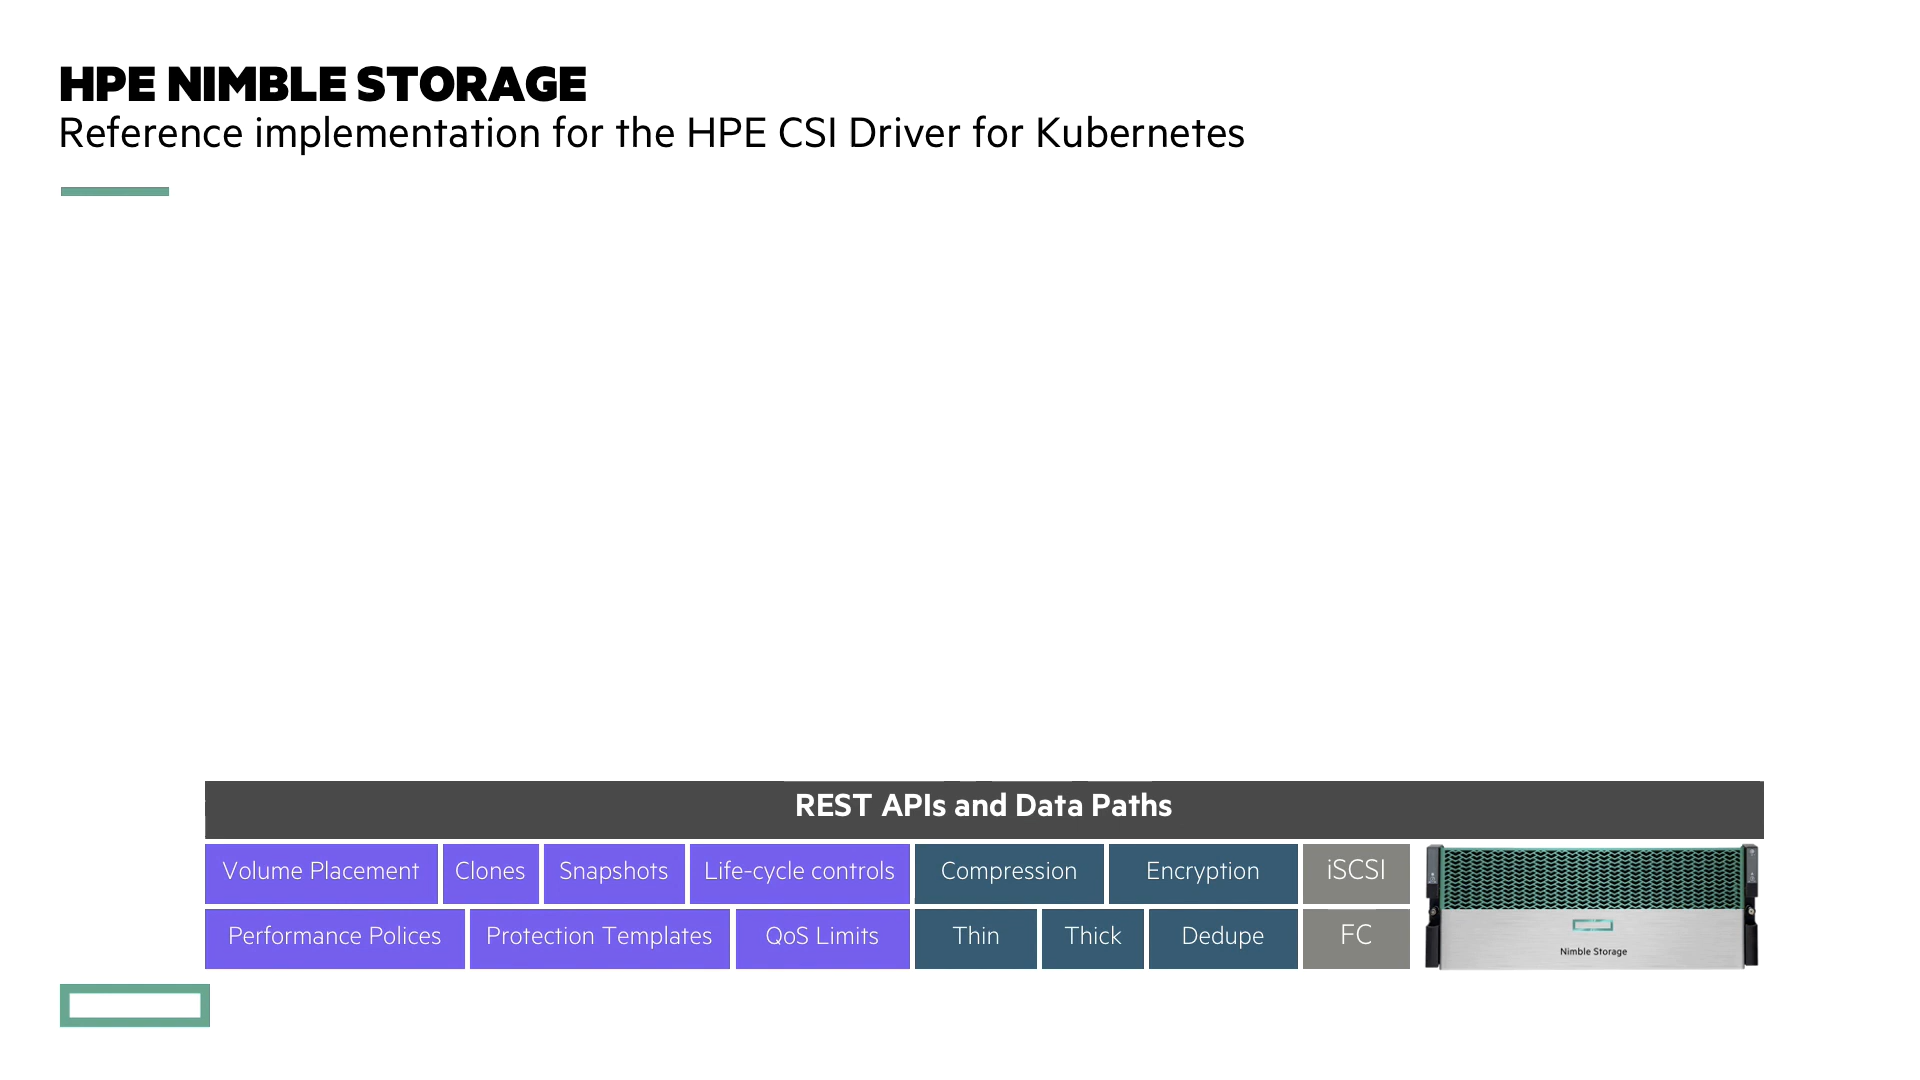 HPE NIMBLE STORAGE
Reference implementation for the HPE CSI Driver for Kubernetes
REST APIs and Data Paths
Volume Placement Clones Snapshots Life-cycle controls Compression Encryption iSCSI
Performance Polices Protection Templates QoS Limits Thin Thick Dedupe FC
Nimble Storage